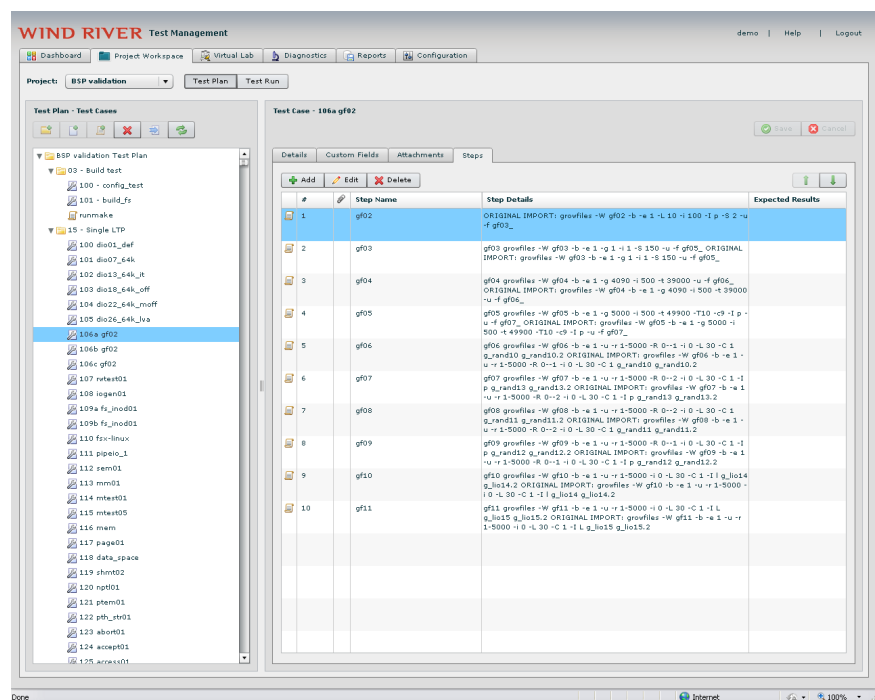 WIND RIVER Test Management
demo | Help | Logout
Dashboard Project Workspace Virtual Lab Diagnostics Reports Configuration
Project: BSP validation Test Plan Test Run
Test Plan - Test Cases
BSP validation Test Plan
03 - Build test
100 - config_test
101 - build_fs
runmake
15 - Single LTP
100 dio01_def
101 dio07_64k
102 dio13_64k_it
103 dio18_64k_off
104 dio22_64k_moff
105 dio26_64k_lva
106a gf02
106b gf02
106c gf02
107 rwtest01
108 iogen01
109a fs_inod01
109b fs_inod01
110 fsx-linux
111 pipeio_1
112 sem01
113 mm01
114 mtest01
115 mtest05
116 mem
117 page01
118 data_space
119 shmt02
120 nptl01
121 ptem01
122 pth_str01
123 abort01
124 accept01
125 access01
Test Case - 106a gf02
Save Cancel
Details Custom Fields Attachments Steps
Add Edit Delete
# Step Name Step Details Expected Results
1 gf02 ORIGINAL IMPORT: growfiles -W gf02 -b -e 1 -L 10 -i 100 -I p -S 2 -u
-f gf03_
2 gf03 gf03 growfiles -W gf03 -b -e 1 -g 1 -i 1 -S 150 -u -f gf05_ ORIGINAL
IMPORT: growfiles -W gf03 -b -e 1 -g 1 -i 1 -S 150 -u -f gf05_
3 gf04 gf04 growfiles -W gf04 -b -e 1 -g 4090 -i 500 -t 39000 -u -f gf06_
ORIGINAL IMPORT: growfiles -W gf04 -b -e 1 -g 4090 -i 500 -t 39000
-u -f gf06_
4 gf05 gf05 growfiles -W gf05 -b -e 1 -g 5000 -i 500 -t 49900 -T10 -c9 -I p -
u -f gf07_ ORIGINAL IMPORT: growfiles -W gf05 -b -e 1 -g 5000 -i
500 -t 49900 -T10 -c9 -I p -u -f gf07_
5 gf06 gf06 growfiles -W gf06 -b -e 1 -u -r 1-5000 -R 0--1 -i 0 -L 30 -C 1
g_rand10 g_rand10.2 ORIGINAL IMPORT: growfiles -W gf06 -b -e 1 -
u -r 1-5000 -R 0--1 -i 0 -L 30 -C 1 g_rand10 g_rand10.2
6 gf07 gf07 growfiles -W gf07 -b -e 1 -u -r 1-5000 -R 0--2 -i 0 -L 30 -C 1 -I
p g_rand13 g_rand13.2 ORIGINAL IMPORT: growfiles -W gf07 -b -e 1
-u -r 1-5000 -R 0--2 -i 0 -L 30 -C 1 -I p g_rand13 g_rand13.2
7 gf08 gf08 growfiles -W gf08 -b -e 1 -u -r 1-5000 -R 0--2 -i 0 -L 30 -C 1
g_rand11 g_rand11.2 ORIGINAL IMPORT: growfiles -W gf08 -b -e 1 -
u -r 1-5000 -R 0--2 -i 0 -L 30 -C 1 g_rand11 g_rand11.2
8 gf09 gf09 growfiles -W gf09 -b -e 1 -u -r 1-5000 -R 0--1 -i 0 -L 30 -C 1 -I
p g_rand12 g_rand12.2 ORIGINAL IMPORT: growfiles -W gf09 -b -e 1
-u -r 1-5000 -R 0--1 -i 0 -L 30 -C 1 -I p g_rand12 g_rand12.2
9 gf10 gf10 growfiles -W gf10 -b -e 1 -u -r 1-5000 -i 0 -L 30 -C 1 -I l g_lio14
g_lio14.2 ORIGINAL IMPORT: growfiles -W gf10 -b -e 1 -u -r 1-5000 -
i 0 -L 30 -C 1 -I l g_lio14 g_lio14.2
10 gf11 gf11 growfiles -W gf11 -b -e 1 -u -r 1-5000 -i 0 -L 30 -C 1 -I L
g_lio15 g_lio15.2 ORIGINAL IMPORT: growfiles -W gf11 -b -e 1 -u -r
1-5000 -i 0 -L 30 -C 1 -I L g_lio15 g_lio15.2
Done Internet 100%